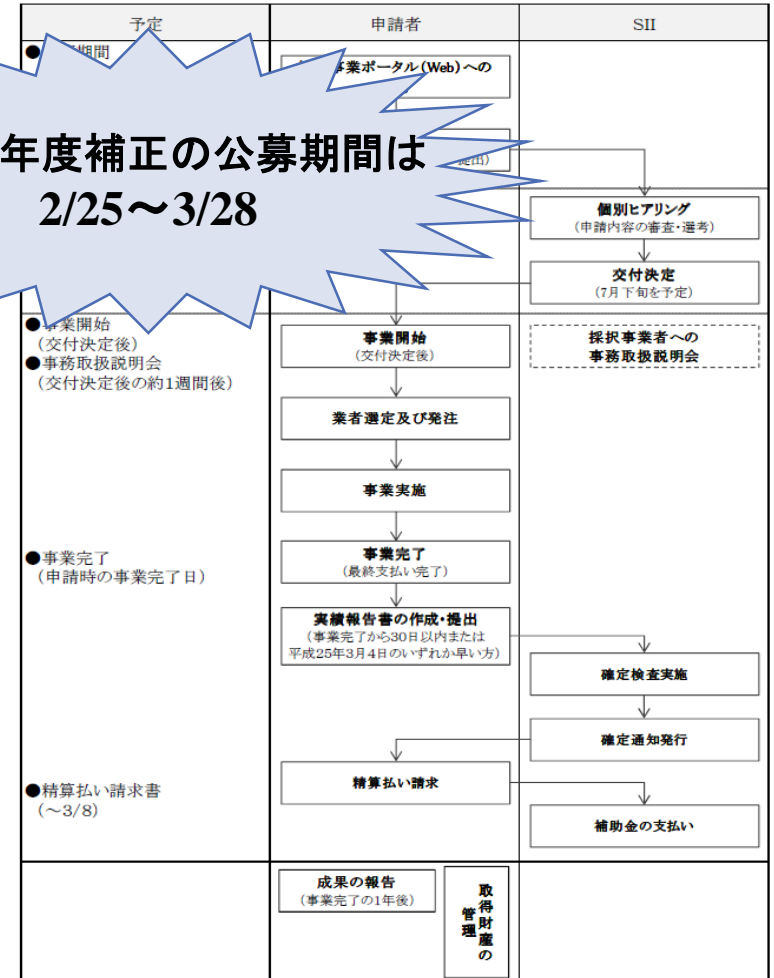 予定
申請者
SII
期間
事業ポータル(Web)への
年度補正の公募期間は
2/25～3/28
個別ヒアリング
(申請内容の審査・選考)
交付決定
(7月下旬を予定)
●事業開始
(交付決定後)
●事務取扱説明会
(交付決定後の約1週間後)
事業開始
(交付決定後)
採択事業者への
事務取扱説明会
業者選定及び発注
事業実施
●事業完了
(申請時の事業完了日)
事業完了
(最終支払い完了)
実績報告書の作成・提出
(事業完了から30日以内または
平成25年3月4日のいずれか早い方)
確定検査実施
確定通知発行
●精算払い請求書
(～3/8)
精算払い請求
補助金の支払い
成果の報告
(事業完了の1年後)
取得財産の
管理